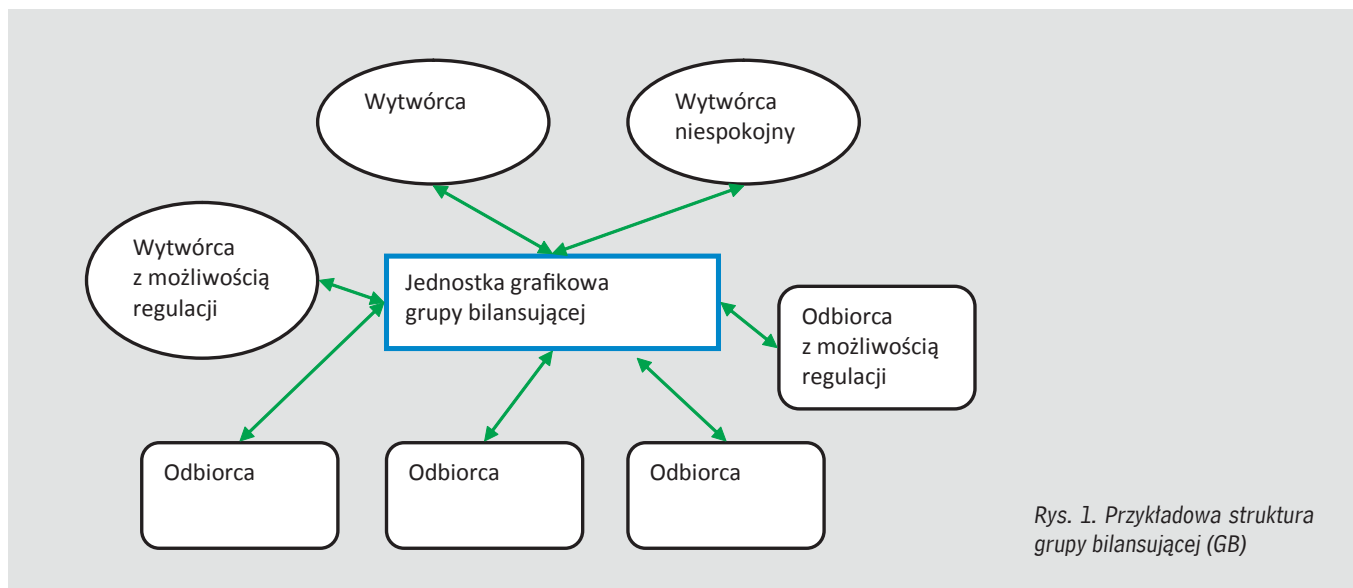 Wytwórca
Wytwórca
niespokojny
Wytwórca
z możliwością
regulacji
Jednostka grafikowa
grupy bilansującej
Odbiorca
z możliwością
regulacji
Odbiorca
Odbiorca
Odbiorca
Rys. 1. Przykładowa struktura
grupy bilansującej (GB)